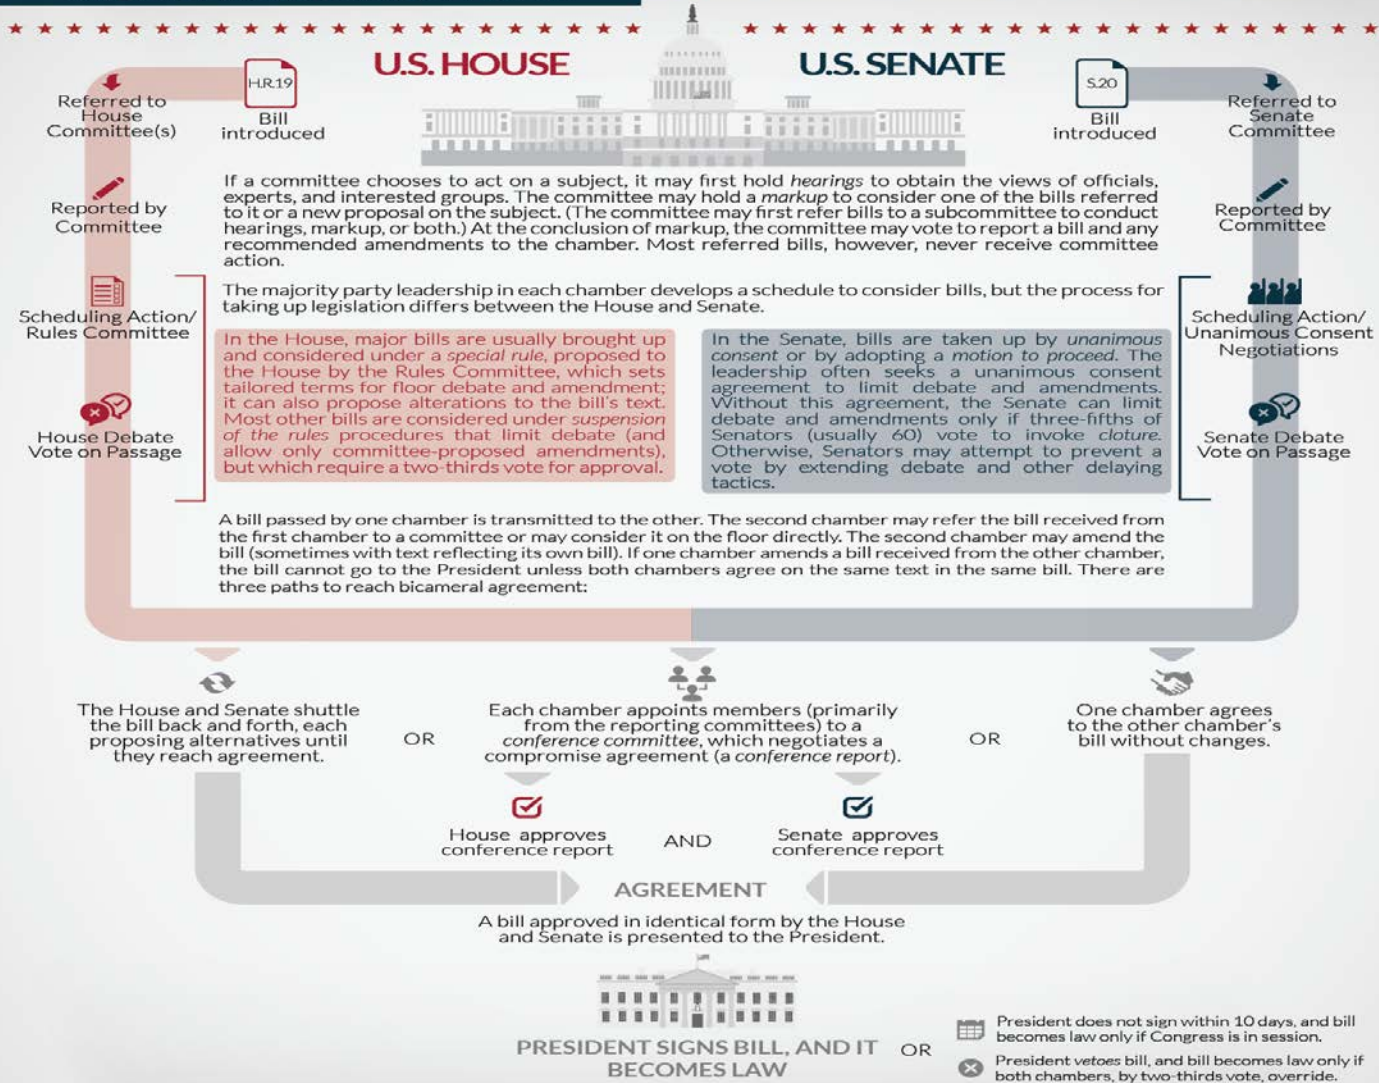 U.S. HOUSE
U.S. SENATE
H.R.19
Bill
introduced
Referred to
House
Committee(s)
S.20
Bill
introduced
Referred to
Senate
Committee
Reported by
Committee
If a committee chooses to act on a subject, it may first hold hearings to obtain the views of officials,
experts, and interested groups. The committee may hold a markup to consider one of the bills referred
to it or a new proposal on the subject. (The committee may first refer bills to a subcommittee to conduct
hearings, markup, or both.) At the conclusion of markup, the committee may vote to report a bill and any
recommended amendments to the chamber. Most referred bills, however, never receive committee
action.
Reported by
Committee
The majority party leadership in each chamber develops a schedule to consider bills, but the process for
taking up legislation differs between the House and Senate.
Scheduling Action/
Rules Committee
House Debate
Vote on Passage
In the House, major bills are usually brought up
and considered under a special rule, proposed to
the House by the Rules Committee, which sets
tailored terms for floor debate and amendment;
it can also propose alterations to the bill's text.
Most other bills are considered under suspension
of the rules procedures that limit debate (and
allow only committee-proposed amendments),
but which require a two-thirds vote for approval.
In the Senate, bills are taken up by unanimous
consent or by adopting a motion to proceed. The
leadership often seeks a unanimous consent
agreement to limit debate and amendments.
Without this agreement, the Senate can limit
debate and amendments only if three-fifths of
Senators (usually 60) vote to invoke cloture.
Otherwise, Senators may attempt to prevent a
vote by extending debate and other delaying
tactics.
Scheduling Action/
Unanimous Consent
Negotiations
Senate Debate
Vote on Passage
A bill passed by one chamber is transmitted to the other. The second chamber may refer the bill received from
the first chamber to a committee or may consider it on the floor directly. The second chamber may amend the
bill (sometimes with text reflecting its own bill). If one chamber amends a bill received from the other chamber,
the bill cannot go to the President unless both chambers agree on the same text in the same bill. There are
three paths to reach bicameral agreement:
The House and Senate shuttle
the bill back and forth, each
proposing alternatives until
they reach agreement.
OR
Each chamber appoints members (primarily
from the reporting committees) to a
conference committee, which negotiates a
compromise agreement (a conference report).
OR
One chamber agrees
to the other chamber's
bill without changes.
House approves
conference report
AND
Senate approves
conference report
AGREEMENT
A bill approved in identical form by the House
and Senate is presented to the President.
PRESIDENT SIGNS BILL, AND IT
BECOMES LAW
OR
President does not sign within 10 days, and bill
becomes law only if Congress is in session.
President vetoes bill, and bill becomes law only if
both chambers, by two-thirds vote, override.